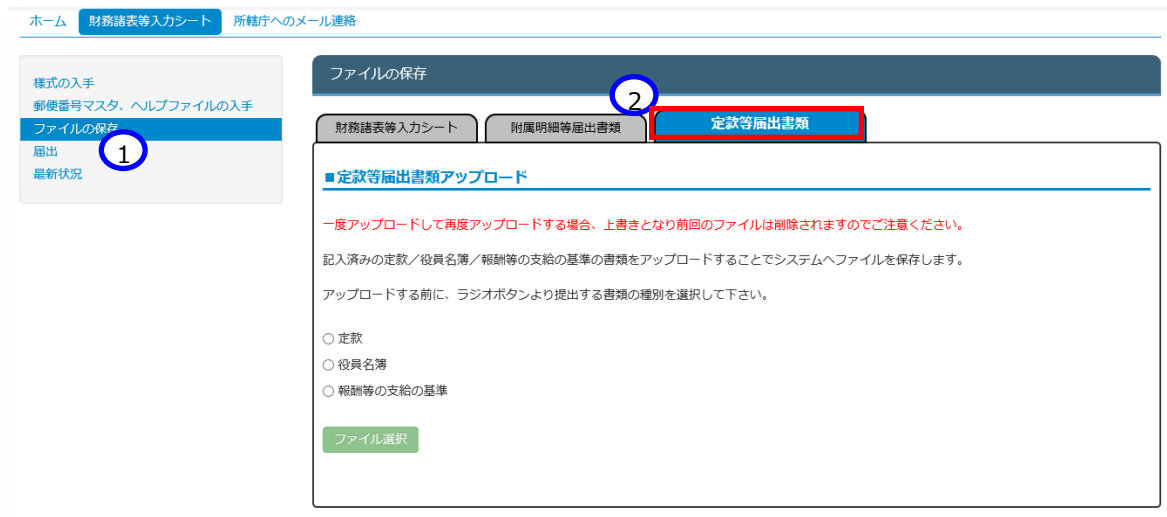 ホーム 財務諸表等入力シート 所轄庁へのメール連絡
様式の入手
郵便番号マスタ、ヘルプファイルの入手
ファイルの保存
届出
最新状況
1
ファイルの保存
2
財務諸表等入力シート 附属明細等届出書類 定款等届出書類
■定款等届出書類アップロード
一度アップロードして再度アップロードする場合、上書きとなり前回のファイルは削除されますのでご注意ください。
記入済みの定款／役員名簿／報酬等の支給の基準の書類をアップロードすることでシステムへファイルを保存します。
アップロードする前に、ラジオボタンより提出する書類の種別を選択して下さい。
定款
役員名簿
報酬等の支給の基準
ファイル選択